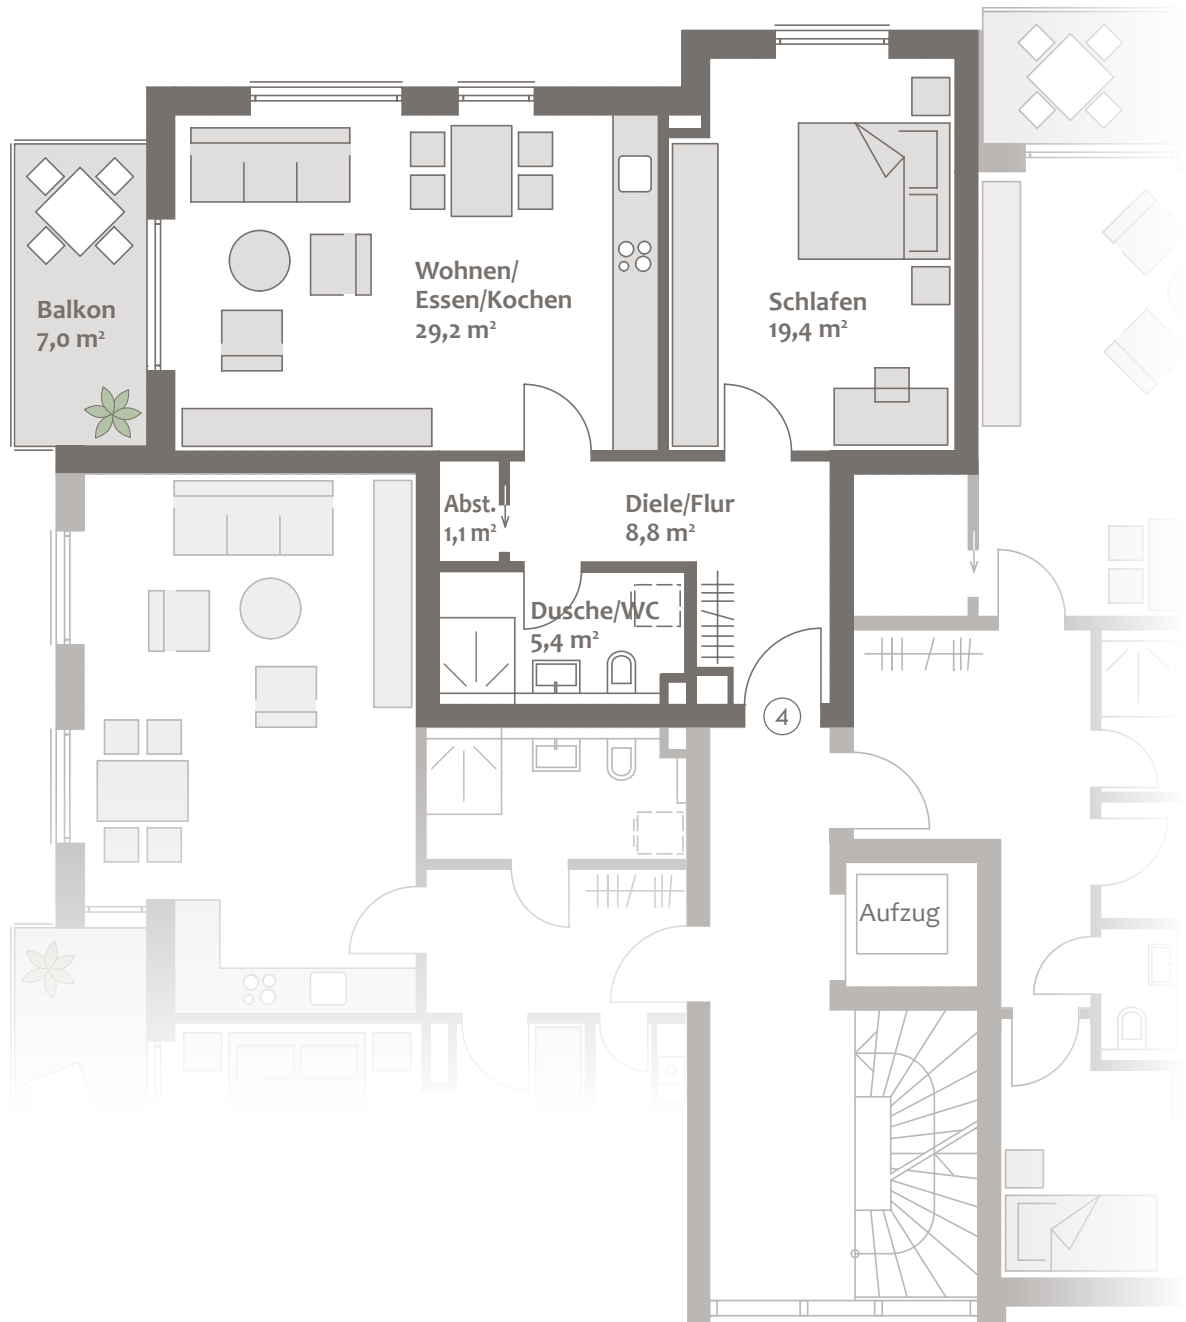 Wohnen/
Essen/Kochen
29,2 m²
Balkon
7,0 m²
Schlafen
19,4 m²
Abst.
1,1 m²
Diele/Flur
8,8 m²
Dusche/WC
5,4 m²
4
Aufzug